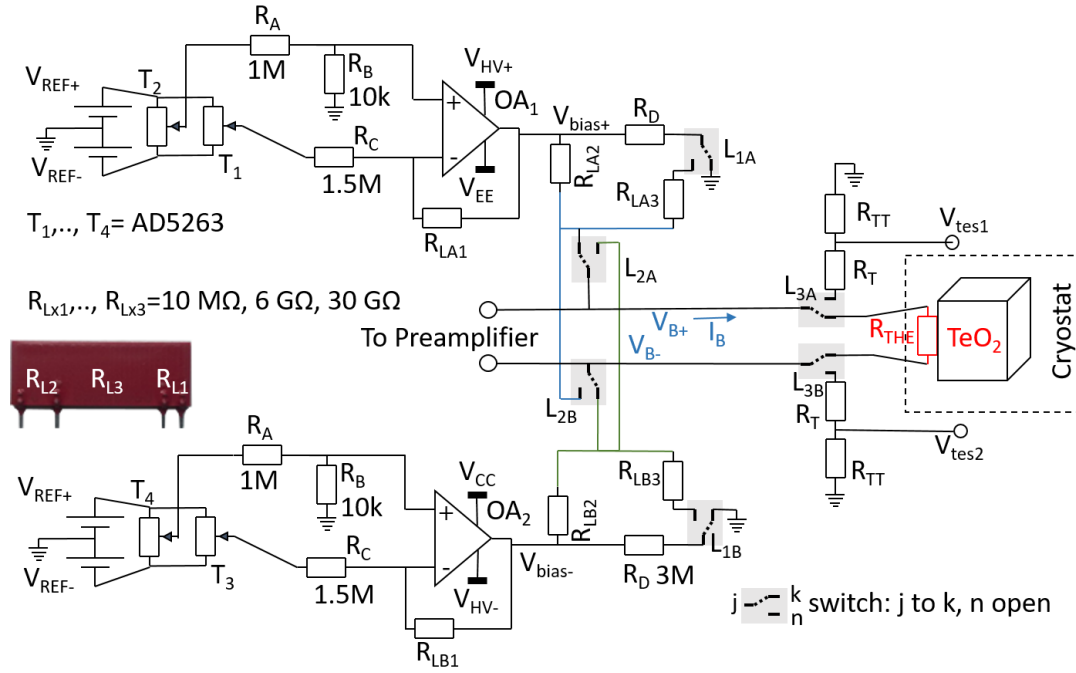 R_A
1M
R_B
10k
V_HV+
OA_1
V_REF+
T_2
V_REF-
T_1
R_C
1.5M
+
-
V_EE
R_LA1
V_bias+
R_D
L_1A
R_LA2
R_LA3
T_1,.., T_4= AD5263
R_TT
V_tes1
R_T
L_2A
L_3A
R_Lx1,.., R_Lx3=10 MΩ, 6 GΩ, 30 GΩ
To Preamplifier
V_B+
I_B
V_B-
R_THE
TeO_2
Cryostat
R_L2
R_L3
R_L1
L_2B
L_3B
R_T
V_tes2
R_TT
R_A
1M
R_B
10k
V_CC
OA_2
V_REF+
T_4
V_REF-
T_3
R_C
1.5M
+
-
V_HV-
R_LB1
V_bias-
R_LB2
R_LB3
L_1B
R_D 3M
j
k
n
switch: j to k, n open